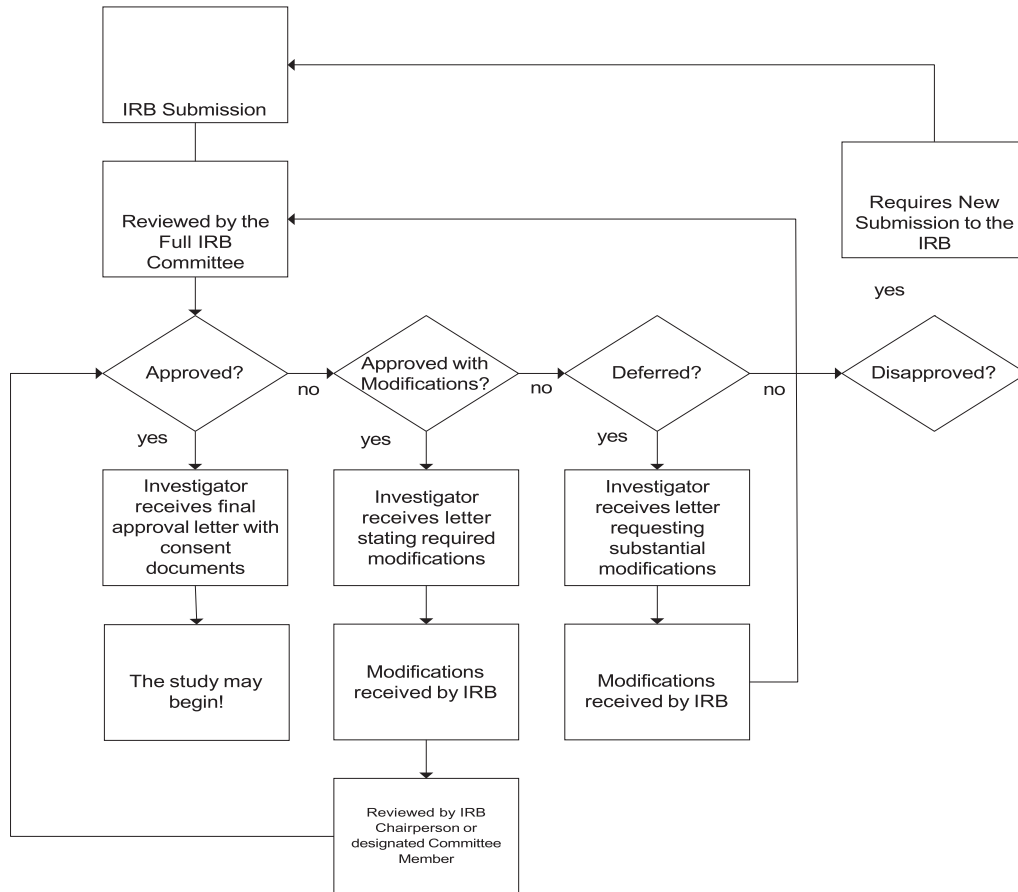 IRB Submission
Reviewed by the
Full IRB
Committee
Requires New
Submission to the
IRB
yes
Approved?
no
Approved with
Modifications?
no
Deferred?
no
Disapproved?
yes
yes
yes
Investigator
receives final
approval letter with
consent
documents
Investigator
receives letter
stating required
modifications
Investigator
receives letter
requesting
substantial
modifications
The study may
begin!
Modifications
received by IRB
Modifications
received by IRB
Reviewed by IRB
Chairperson or
designated Committee
Member